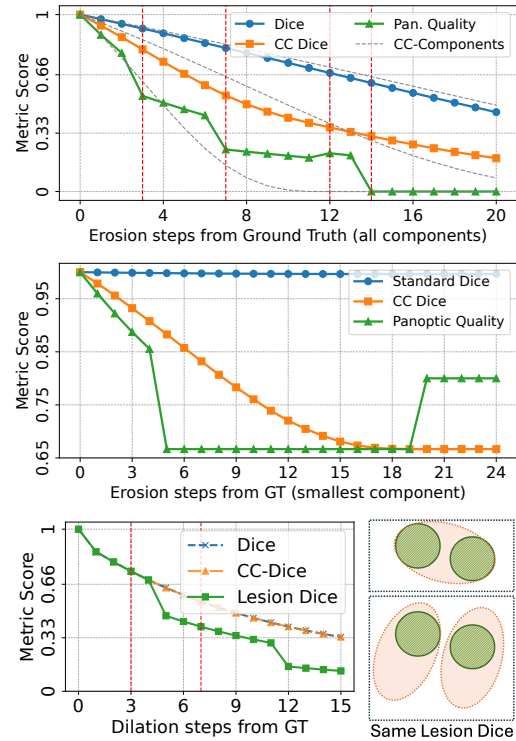 Metric Score
1
0.66
0.33
0
Dice
CC Dice
Pan. Quality
CC-Components
0 4 8 12 16 20
Erosion steps from Ground Truth (all components)
Metric Score
0.95
0.85
0.75
0.65
Standard Dice
CC Dice
Panoptic Quality
0 3 6 9 12 15 18 21 24
Erosion steps from GT (smallest component)
Metric Score
1
0.66
0.33
0
Dice
CC-Dice
Lesion Dice
0 3 6 9 12 15
Dilation steps from GT
Same Lesion Dice